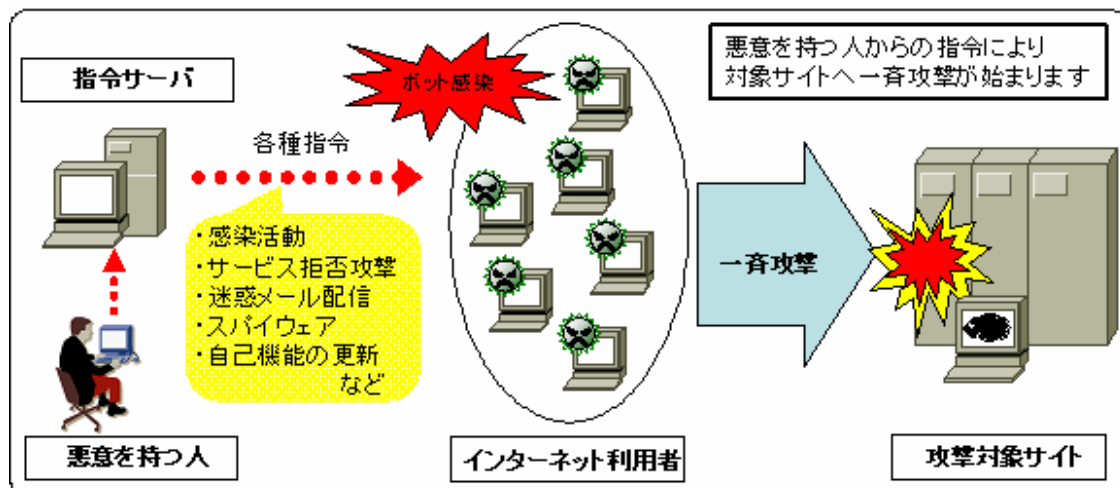 指令サーバ
ボット感染
悪意を持つ人からの指令により
対象サイトへ一斉攻撃が始まります
各種指令
・感染活動
・サービス拒否攻撃
・迷惑メール配信
・スパイウェア
・自己機能の更新
など
一斉攻撃
悪意を持つ人
インターネット利用者
攻撃対象サイト